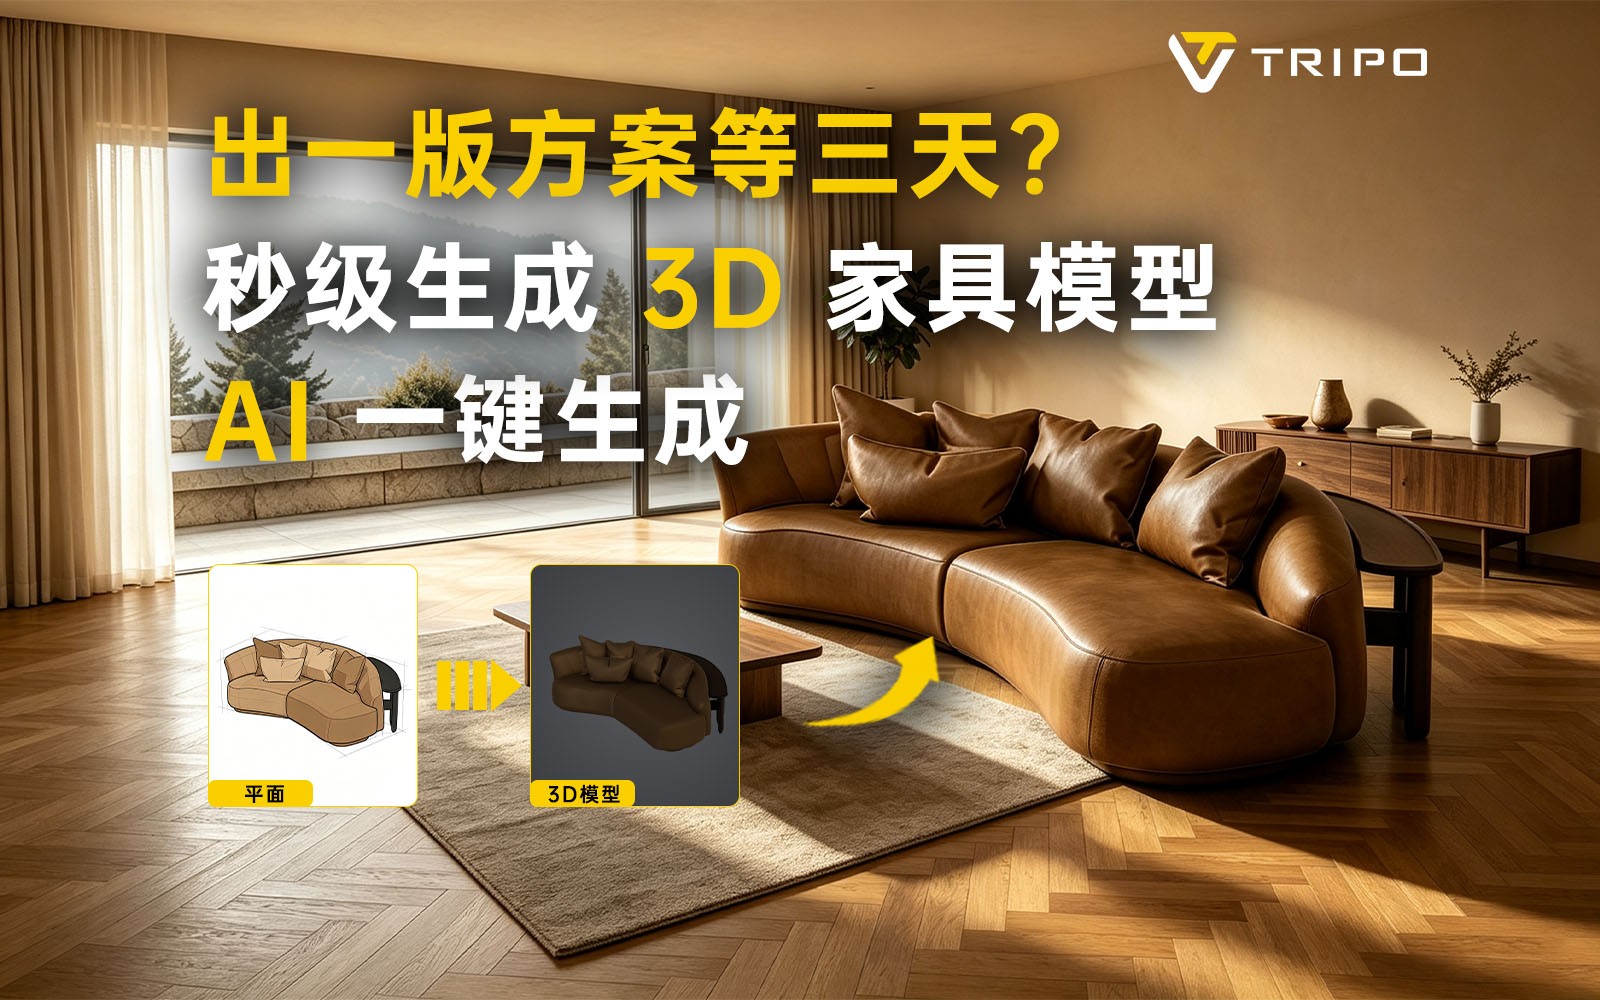 TRIPO
出一版方案等三天?
秒级生成 3D 家具模型
AI 一键生成
平面
3D模型